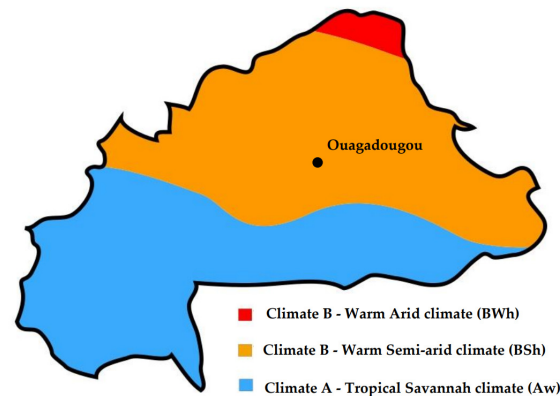 Ouagadougou
Climate B - Warm Arid climate (BWh)
Climate B - Warm Semi-arid climate (BSh)
Climate A - Tropical Savannah climate (Aw)